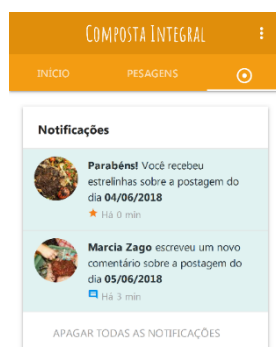 Composta Integral
INÍCIO PESAGENS
Notificações
Parabéns! Você recebeu
estrelinhas sobre a postagem do
dia 04/06/2018
Há 0 min
Marcia Zago escreveu um novo
comentário sobre a postagem do
dia 05/06/2018
Há 3 min
APAGAR TODAS AS NOTIFICAÇÕES